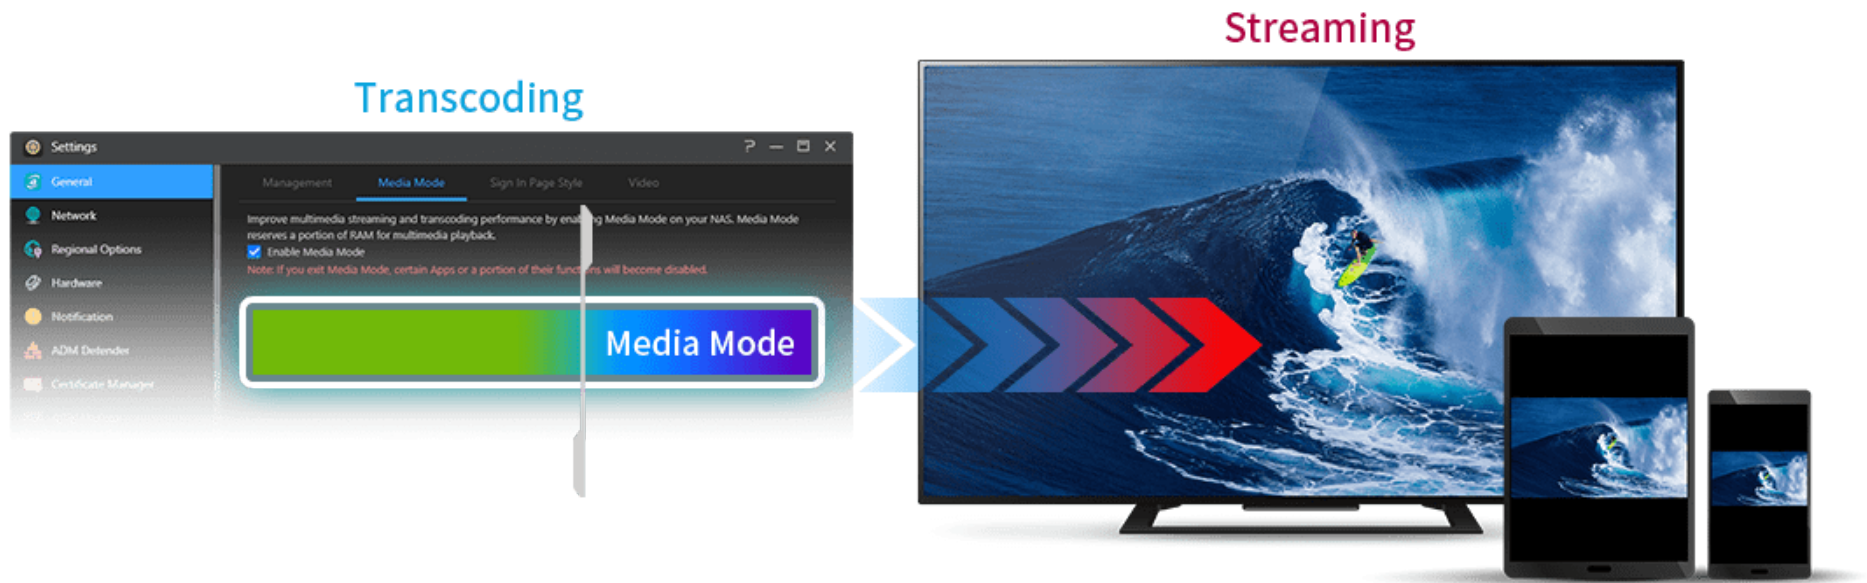 Streaming
Transcoding
Settings
General
Network
Regional Options
Hardware
Notification
ADM Defender
Certificate Manager
Management Media Mode Sign In Page Style Video
Improve multimedia streaming and transcoding performance by enabling Media Mode on your NAS. Media Mode
reserves a portion of RAM for multimedia playback.
Enable Media Mode
Note: If you exit Media Mode, certain Apps or a portion of their functions will become disabled.
Media Mode